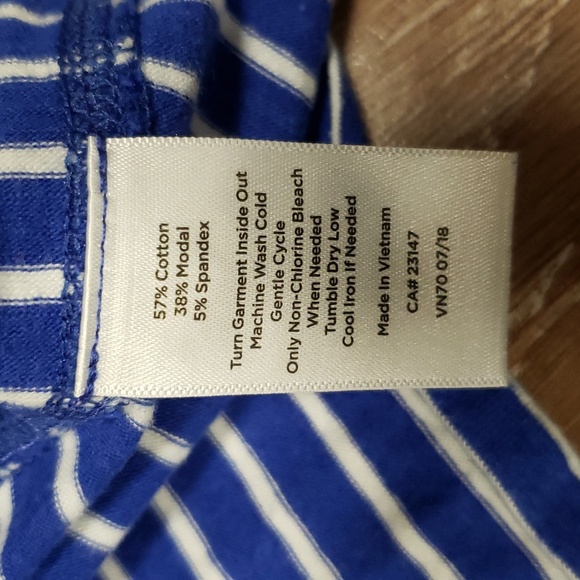 57% Cotton
38% Modal
5% Spandex
Turn Garment Inside Out
Machine Wash Cold
Gentle Cycle
Only Non-Chlorine Bleach
When Needed
Tumble Dry Low
Cool Iron If Needed
Made In Vietnam
CA# 23147
VN70 07/18